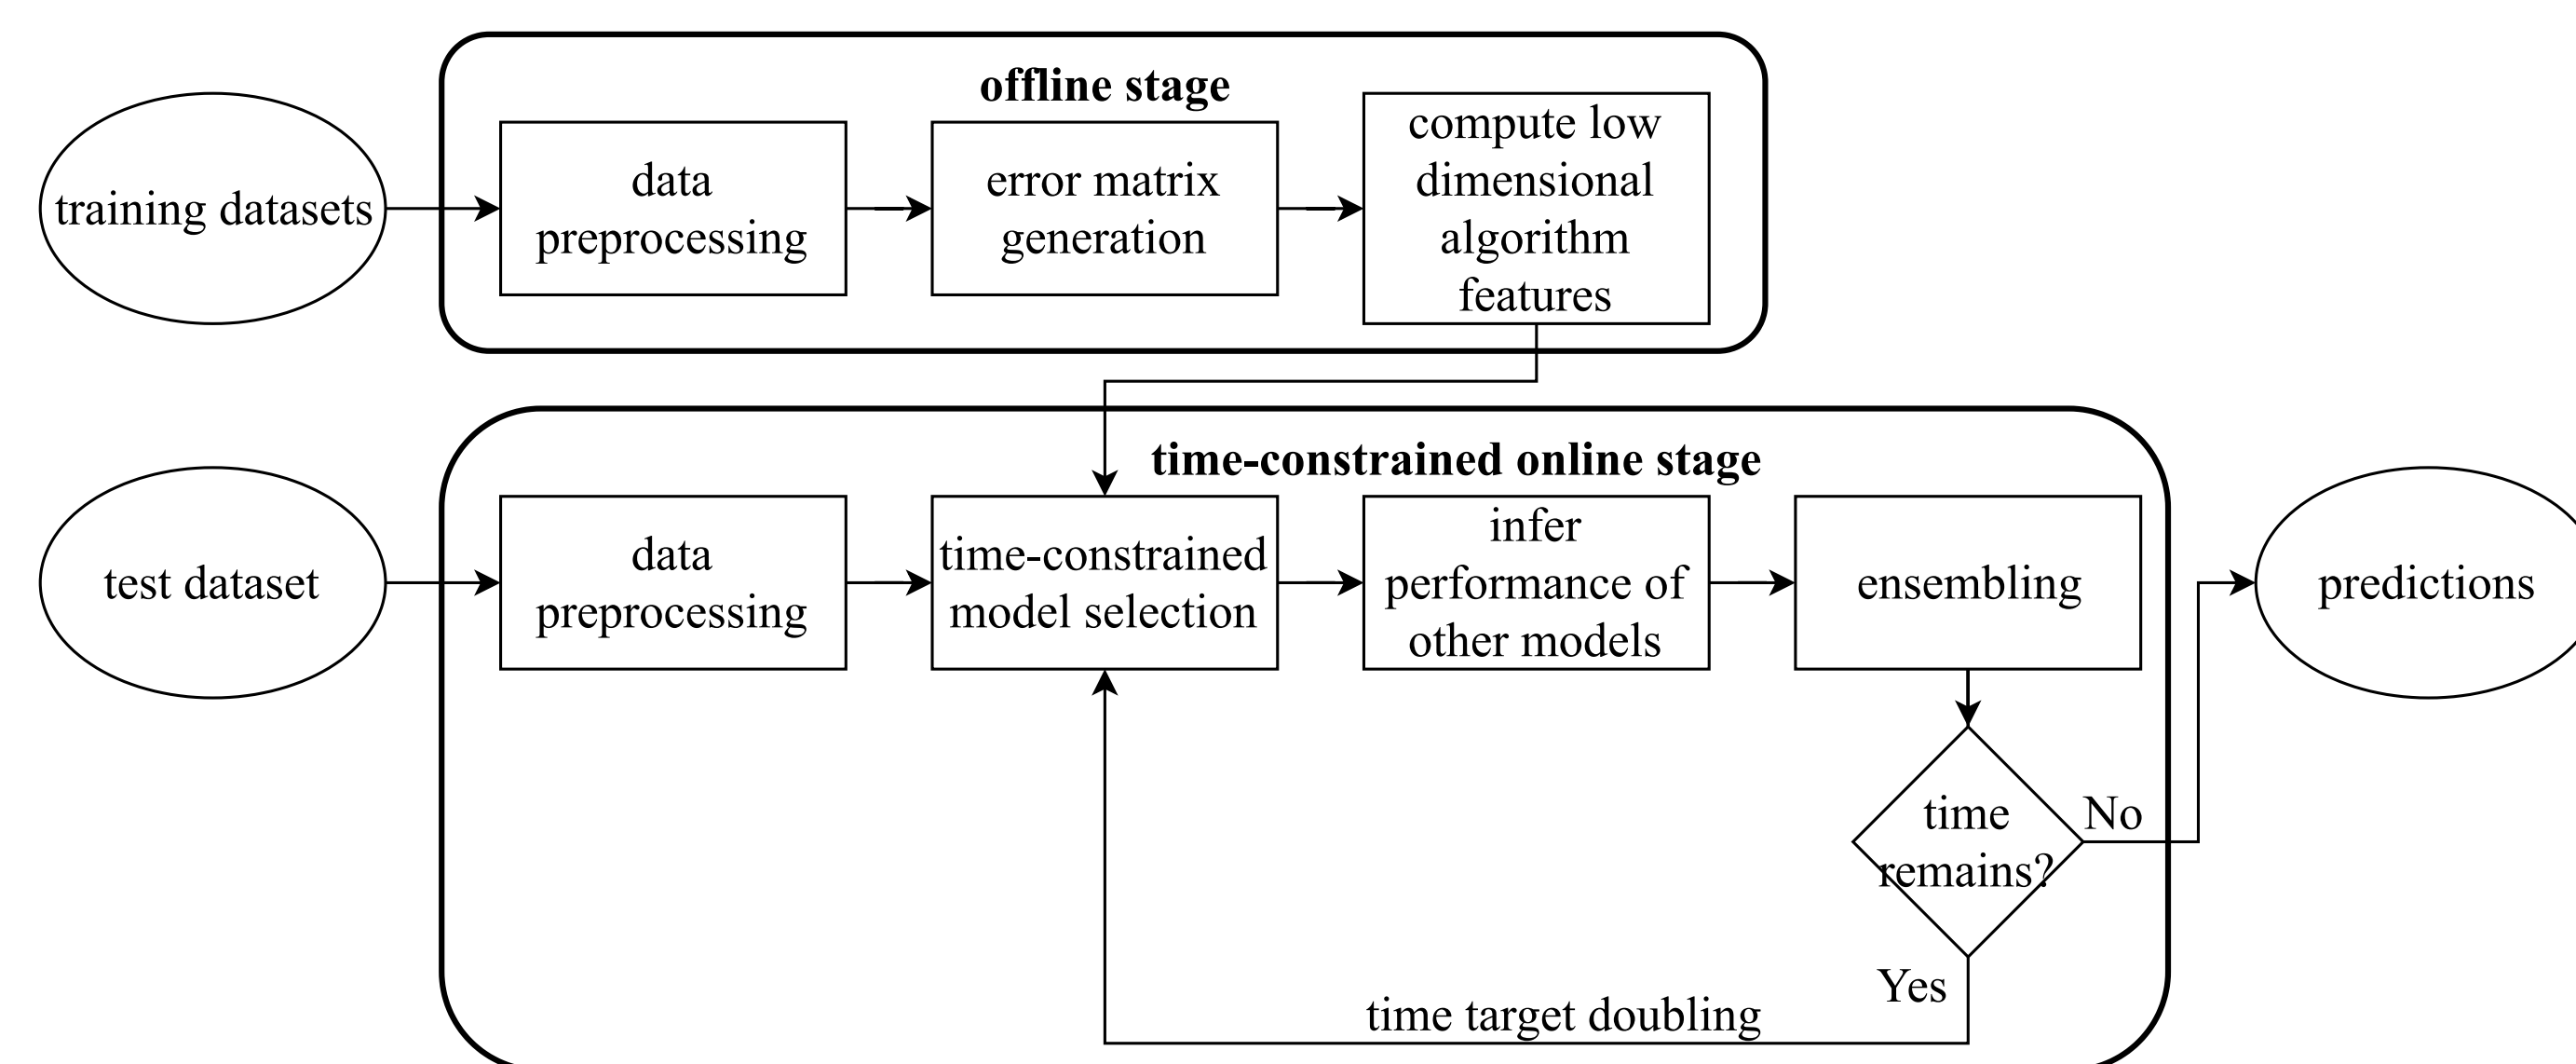 offline stage
training datasets
data
preprocessing
error matrix
generation
compute low
dimensional
algorithm
features
time-constrained online stage
test dataset
data
preprocessing
time-constrained
model selection
infer
performance of
other models
ensembling
predictions
time
remains?
No
Yes
time target doubling